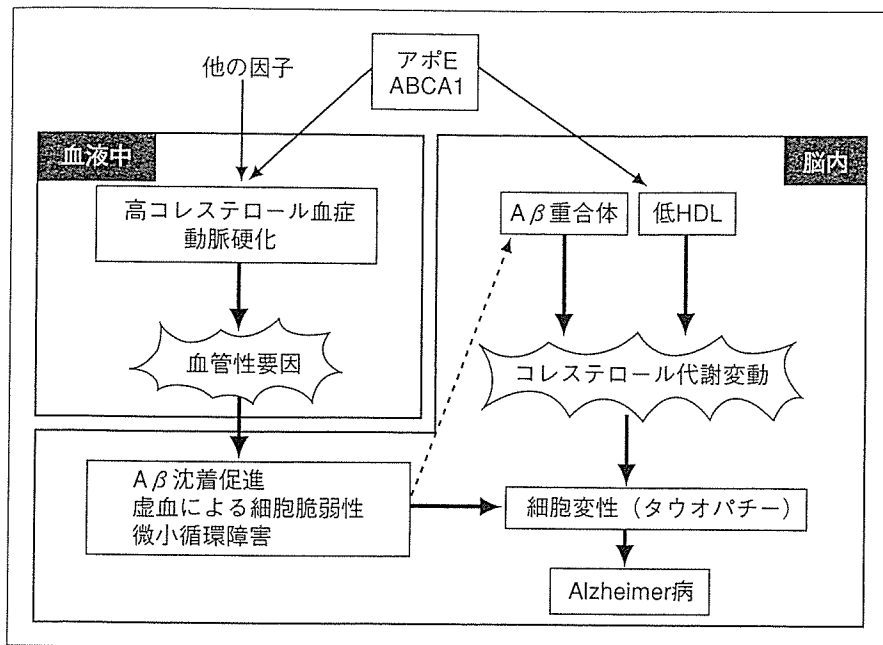 アポE
ABCA1
他の因子
血液中
脳内
高コレステロール血症
動脈硬化
Aβ重合体
低HDL
血管性要因
コレステロール代謝変動
Aβ沈着促進
虚血による細胞脆弱性
微小循環障害
細胞変性（タウオパチー）
Alzheimer病